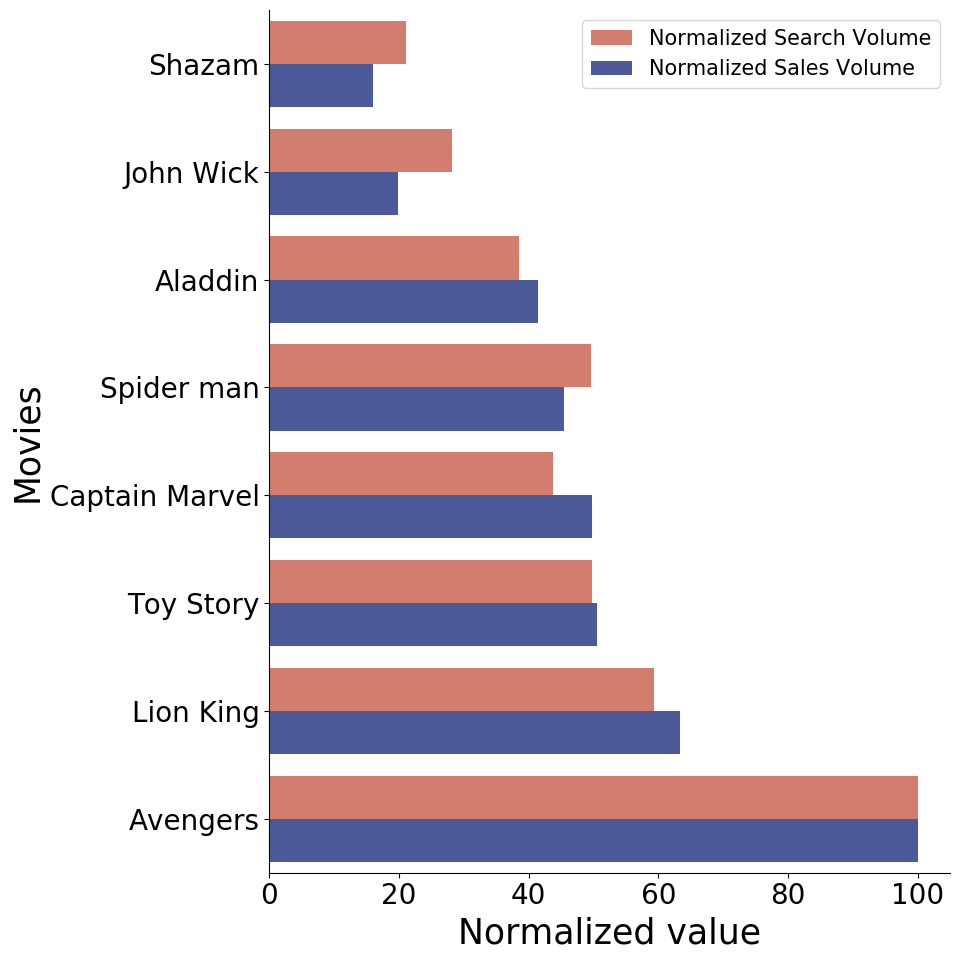 Normalized Search Volume
Normalized Sales Volume
Shazam
John Wick
Aladdin
Spider man
Captain Marvel
Toy Story
Lion King
Avengers
Movies
0 20 40 60 80 100
Normalized value